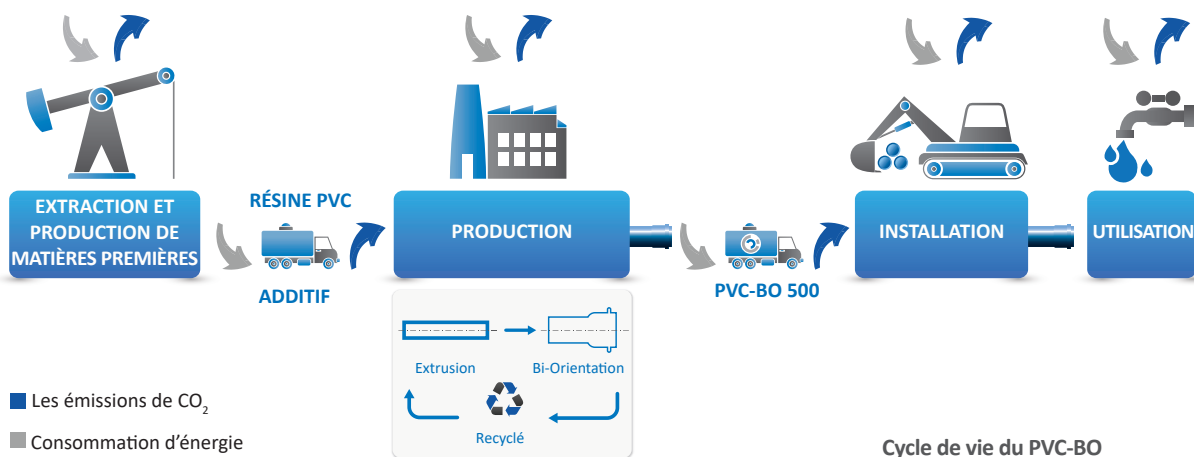 EXTRACTION ET
PRODUCTION DE
MATIÈRES PREMIÈRES
RÉSINE PVC
ADDITIF
PRODUCTION
PVC-BO 500
INSTALLATION
UTILISATION
Extrusion
Bi-Orientation
Recyclé
Les émissions de CO₂
Consommation d'énergie
Cycle de vie du PVC-BO